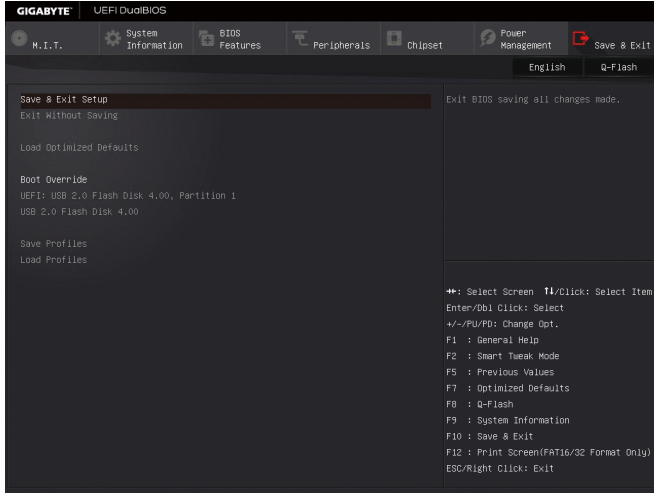 GIGABYTE™ UEFI DualBIOS
M.I.T.
System Information
BIOS Features
Peripherals
Chipset
Power Management
Save & Exit
English
Q-Flash
Save & Exit Setup
Exit Without Saving
Load Optimized Defaults
Boot Override
UEFI: USB 2.0 Flash Disk 4.00, Partition 1
USB 2.0 Flash Disk 4.00
Save Profiles
Load Profiles
Exit BIOS saving all changes made.
→←: Select Screen ↑↓/Click: Select Item
Enter/Dbl Click: Select
+/-/PU/PD: Change Opt.
F1 : General Help
F2 : Smart Tweak Mode
F5 : Previous Values
F7 : Optimized Defaults
F8 : Q-Flash
F9 : System Information
F10 : Save & Exit
F12 : Print Screen(FAT16/32 Format Only)
ESC/Right Click: Exit